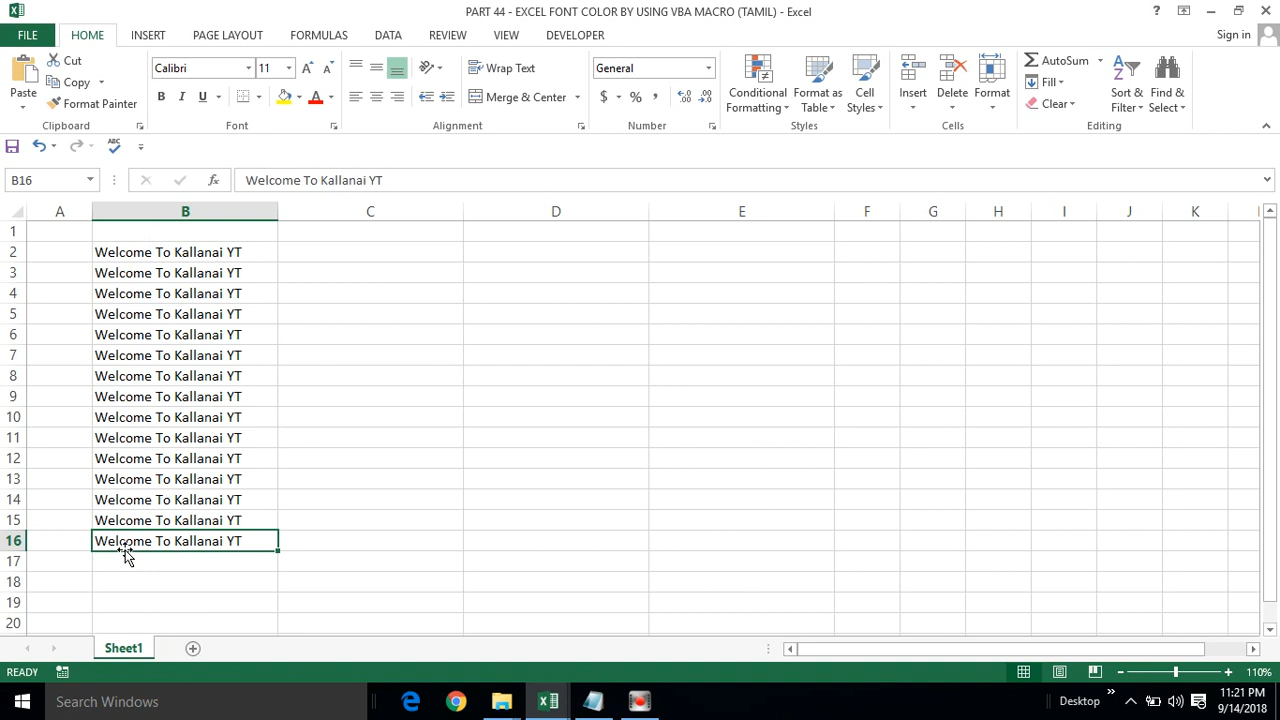 PART 44 - EXCEL FONT COLOR BY USING VBA MACRO (TAMIL) - Excel
FILE HOME INSERT PAGE LAYOUT FORMULAS DATA REVIEW VIEW DEVELOPER Sign in
Cut
Copy
Format Painter
Paste
Clipboard
Calibri 11
B I U
Font
Wrap Text
Merge & Center
Alignment
General
$ % ,
Number
Conditional Formatting
Format as Table
Cell Styles
Styles
Insert Delete Format
Cells
AutoSum
Fill
Clear
Sort & Filter
Find & Select
Editing
B16 fx Welcome To Kallanai YT
A B C D E F G H I J K
1
2 Welcome To Kallanai YT
3 Welcome To Kallanai YT
4 Welcome To Kallanai YT
5 Welcome To Kallanai YT
6 Welcome To Kallanai YT
7 Welcome To Kallanai YT
8 Welcome To Kallanai YT
9 Welcome To Kallanai YT
10 Welcome To Kallanai YT
11 Welcome To Kallanai YT
12 Welcome To Kallanai YT
13 Welcome To Kallanai YT
14 Welcome To Kallanai YT
15 Welcome To Kallanai YT
16 Welcome To Kallanai YT
17
18
19
20
Sheet1
READY 110%
Search Windows Desktop 11:21 PM
9/14/2018